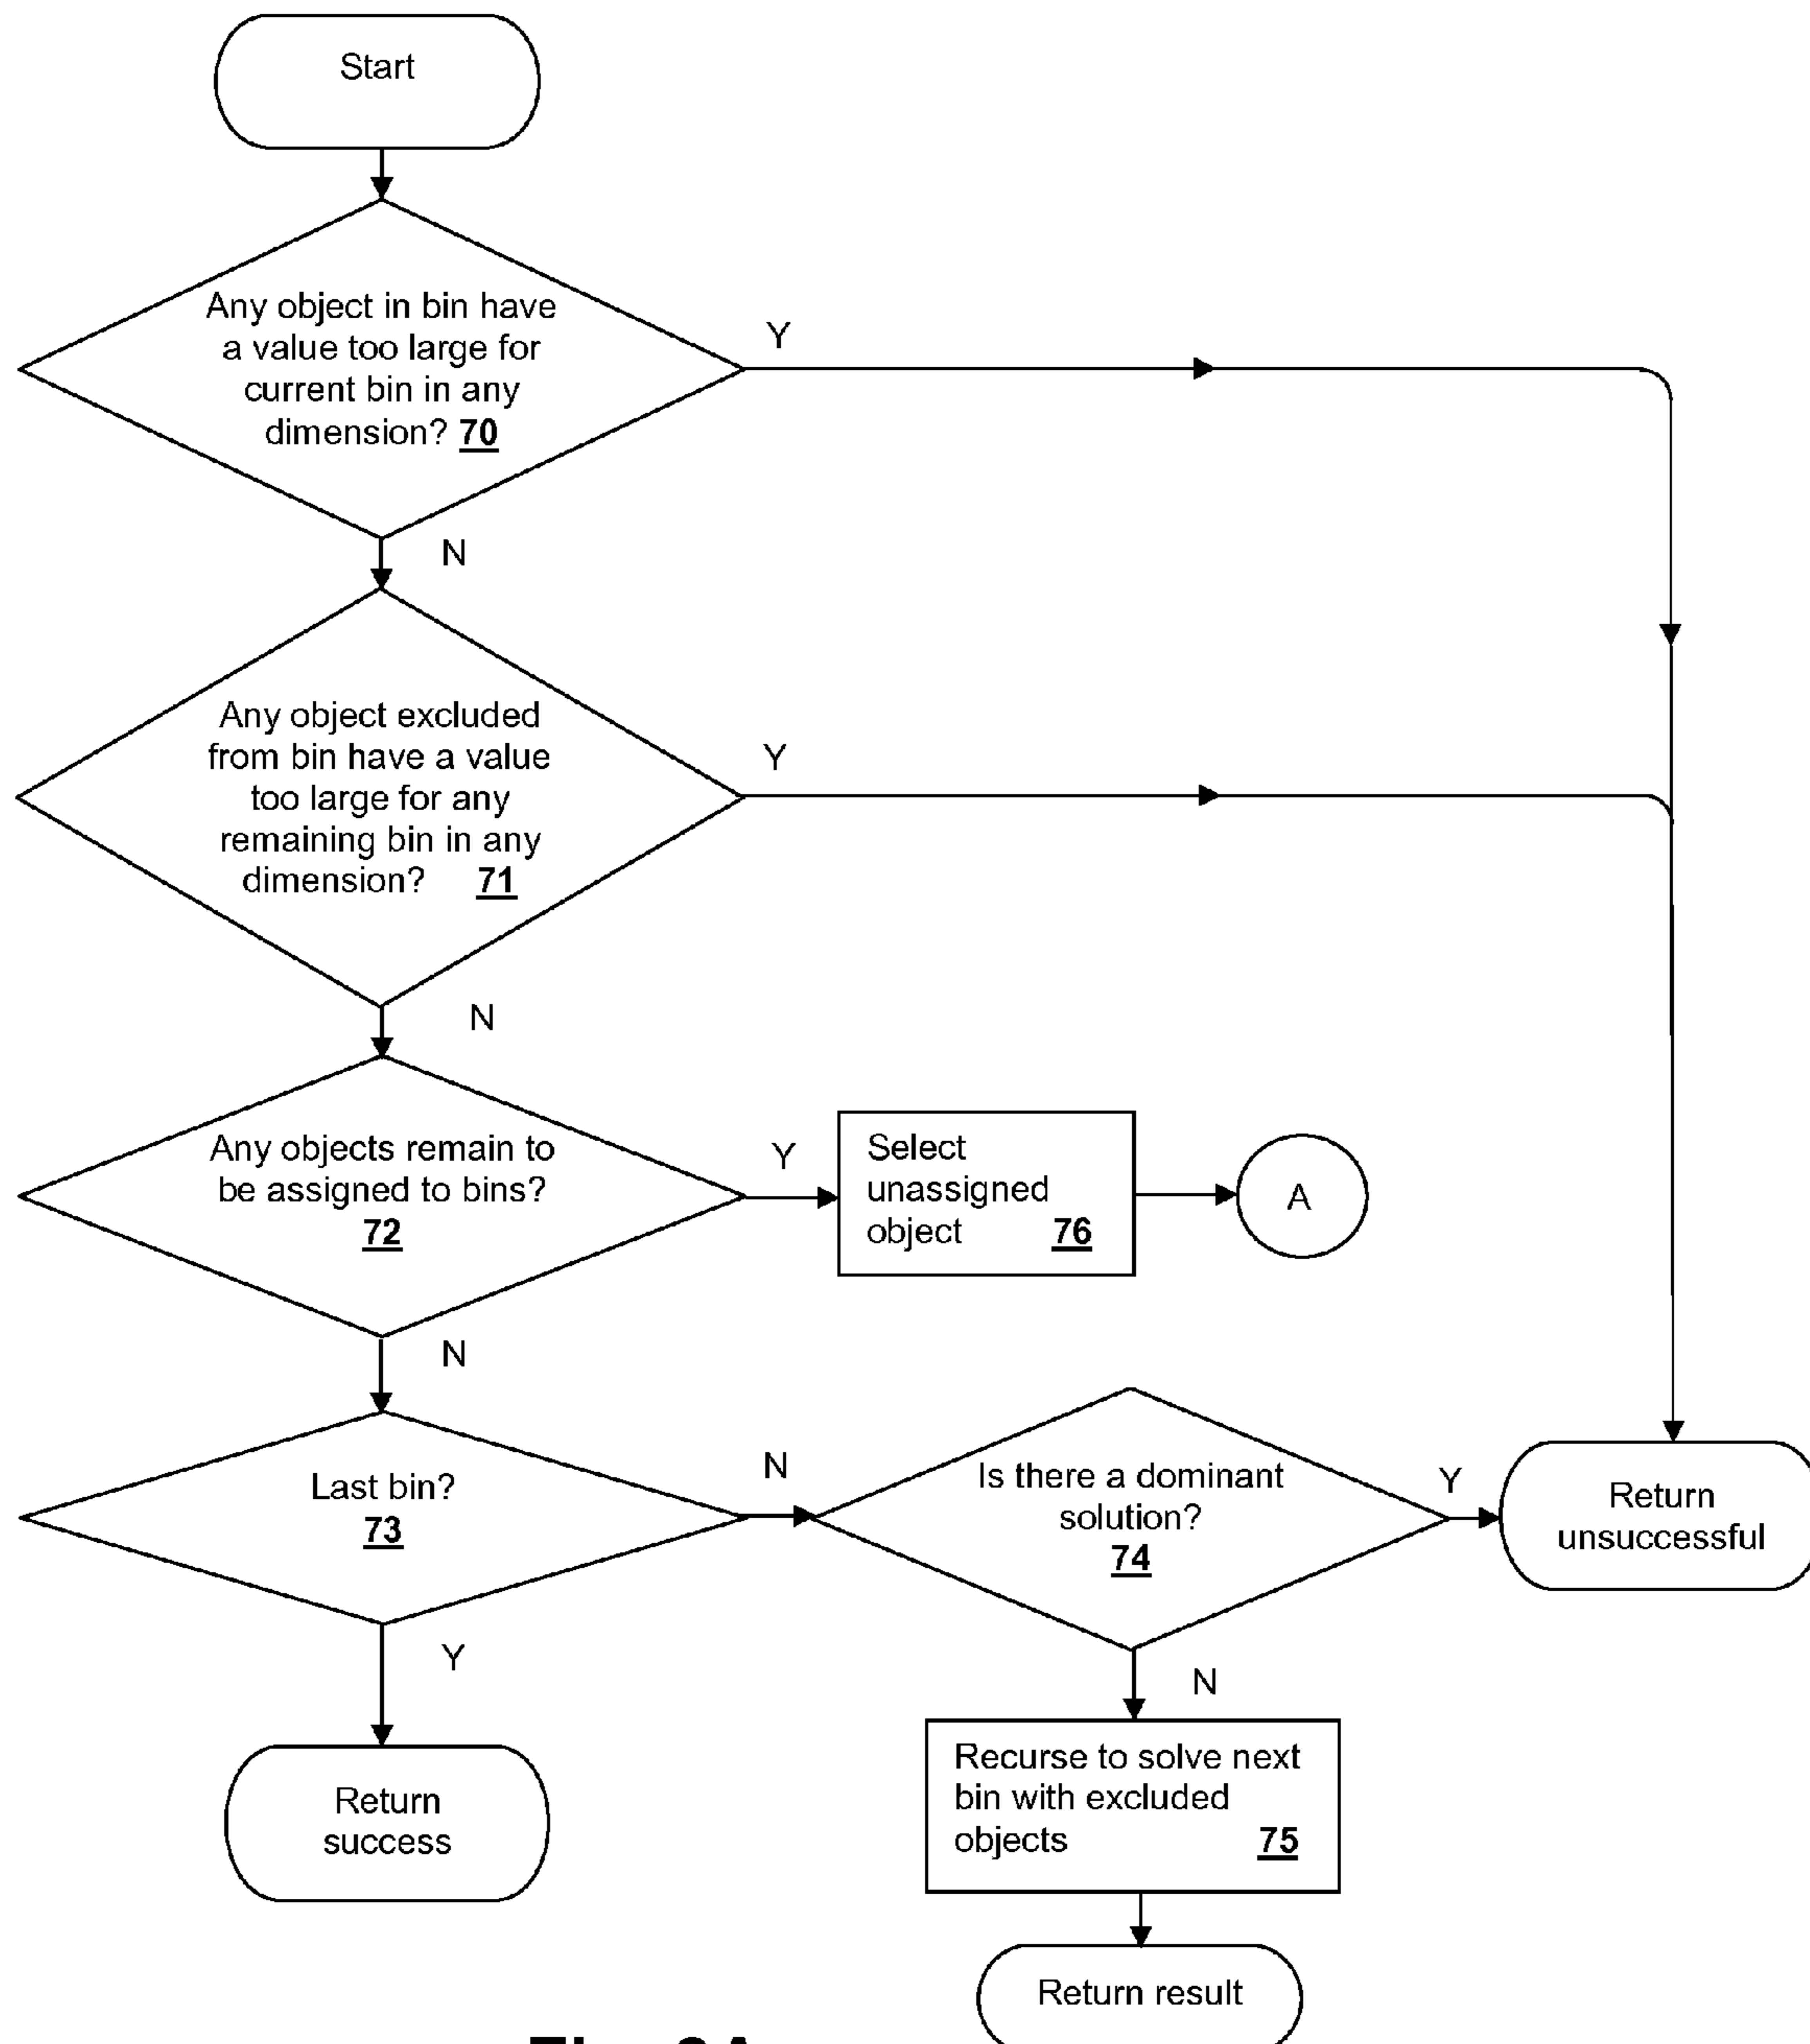 Start
Any object in bin have
a value too large for
current bin in any
dimension? 70
Y
N
Any object excluded
from bin have a value
too large for any
remaining bin in any
dimension? 71
Y
N
Any objects remain to
be assigned to bins?
72
Y
Select
unassigned
object 76
A
N
Last bin?
73
N
Is there a dominant
solution?
74
Y
Return
unsuccessful
Y
N
Return
success
Recurse to solve next
bin with excluded
objects 75
Return result